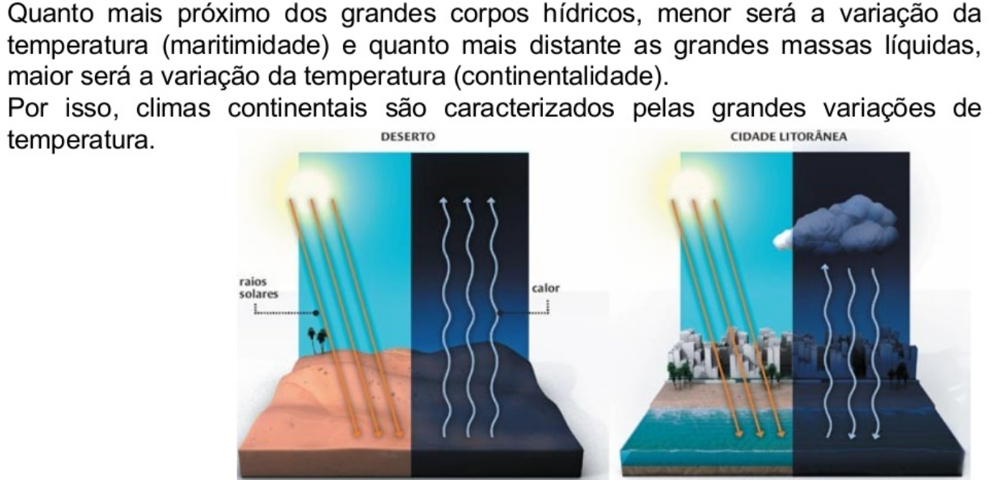 Quanto mais próximo dos grandes corpos hídricos, menor será a variação da
temperatura (maritimidade) e quanto mais distante as grandes massas líquidas,
maior será a variação da temperatura (continentalidade).
Por isso, climas continentais são caracterizados pelas grandes variações de
temperatura.
DESERTO
CIDADE LITORÂNEA
raios
solares
calor